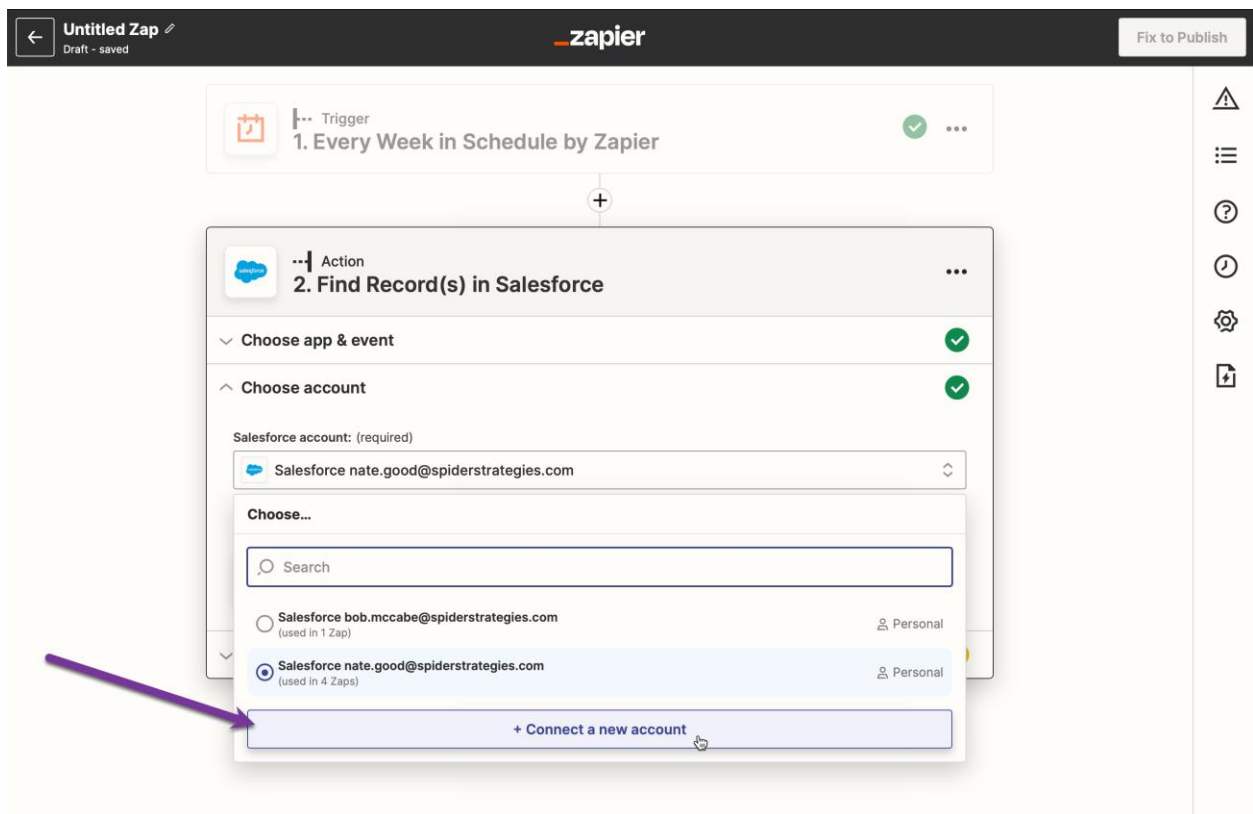 Untitled Zap
Draft - saved
_zapier
Fix to Publish
Trigger
1. Every Week in Schedule by Zapier
salesforce
Action
2. Find Record(s) in Salesforce
Choose app & event
Choose account
Salesforce account: (required)
Salesforce nate.good@spiderstrategies.com
Choose...
Search
Salesforce bob.mccabe@spiderstrategies.com
(used in 1 Zap)
Personal
Salesforce nate.good@spiderstrategies.com
(used in 4 Zaps)
Personal
+ Connect a new account